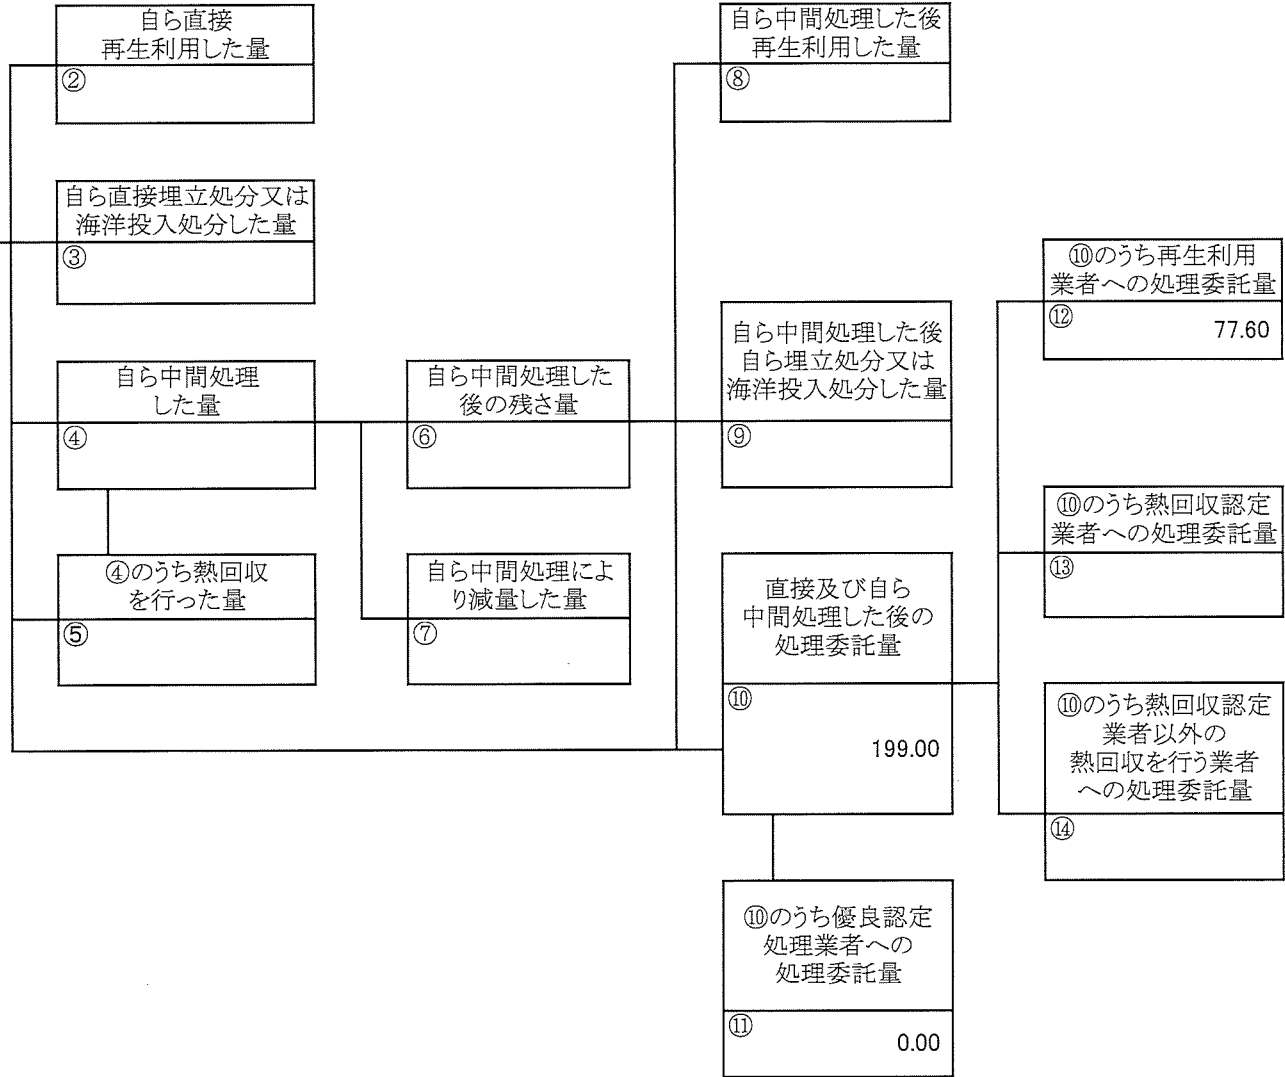 自ら直接
再生利用した量
②
自ら直接埋立処分又は
海洋投入処分した量
③
自ら中間処理
した量
④
④のうち熱回収
を行った量
⑤
自ら中間処理した
後の残さ量
⑥
自ら中間処理によ
り減量した量
⑦
自ら中間処理した後
再生利用した量
⑧
自ら中間処理した後
自ら埋立処分又は
海洋投入処分した量
⑨
直接及び自ら
中間処理した後の
処理委託量
⑩
199.00
⑩のうち優良認定
処理業者への
処理委託量
⑪
0.00
⑩のうち再生利用
業者への処理委託量
⑫
77.60
⑩のうち熱回収認定
業者への処理委託量
⑬
⑩のうち熱回収認定
業者以外の
熱回収を行う業者
への処理委託量
⑭